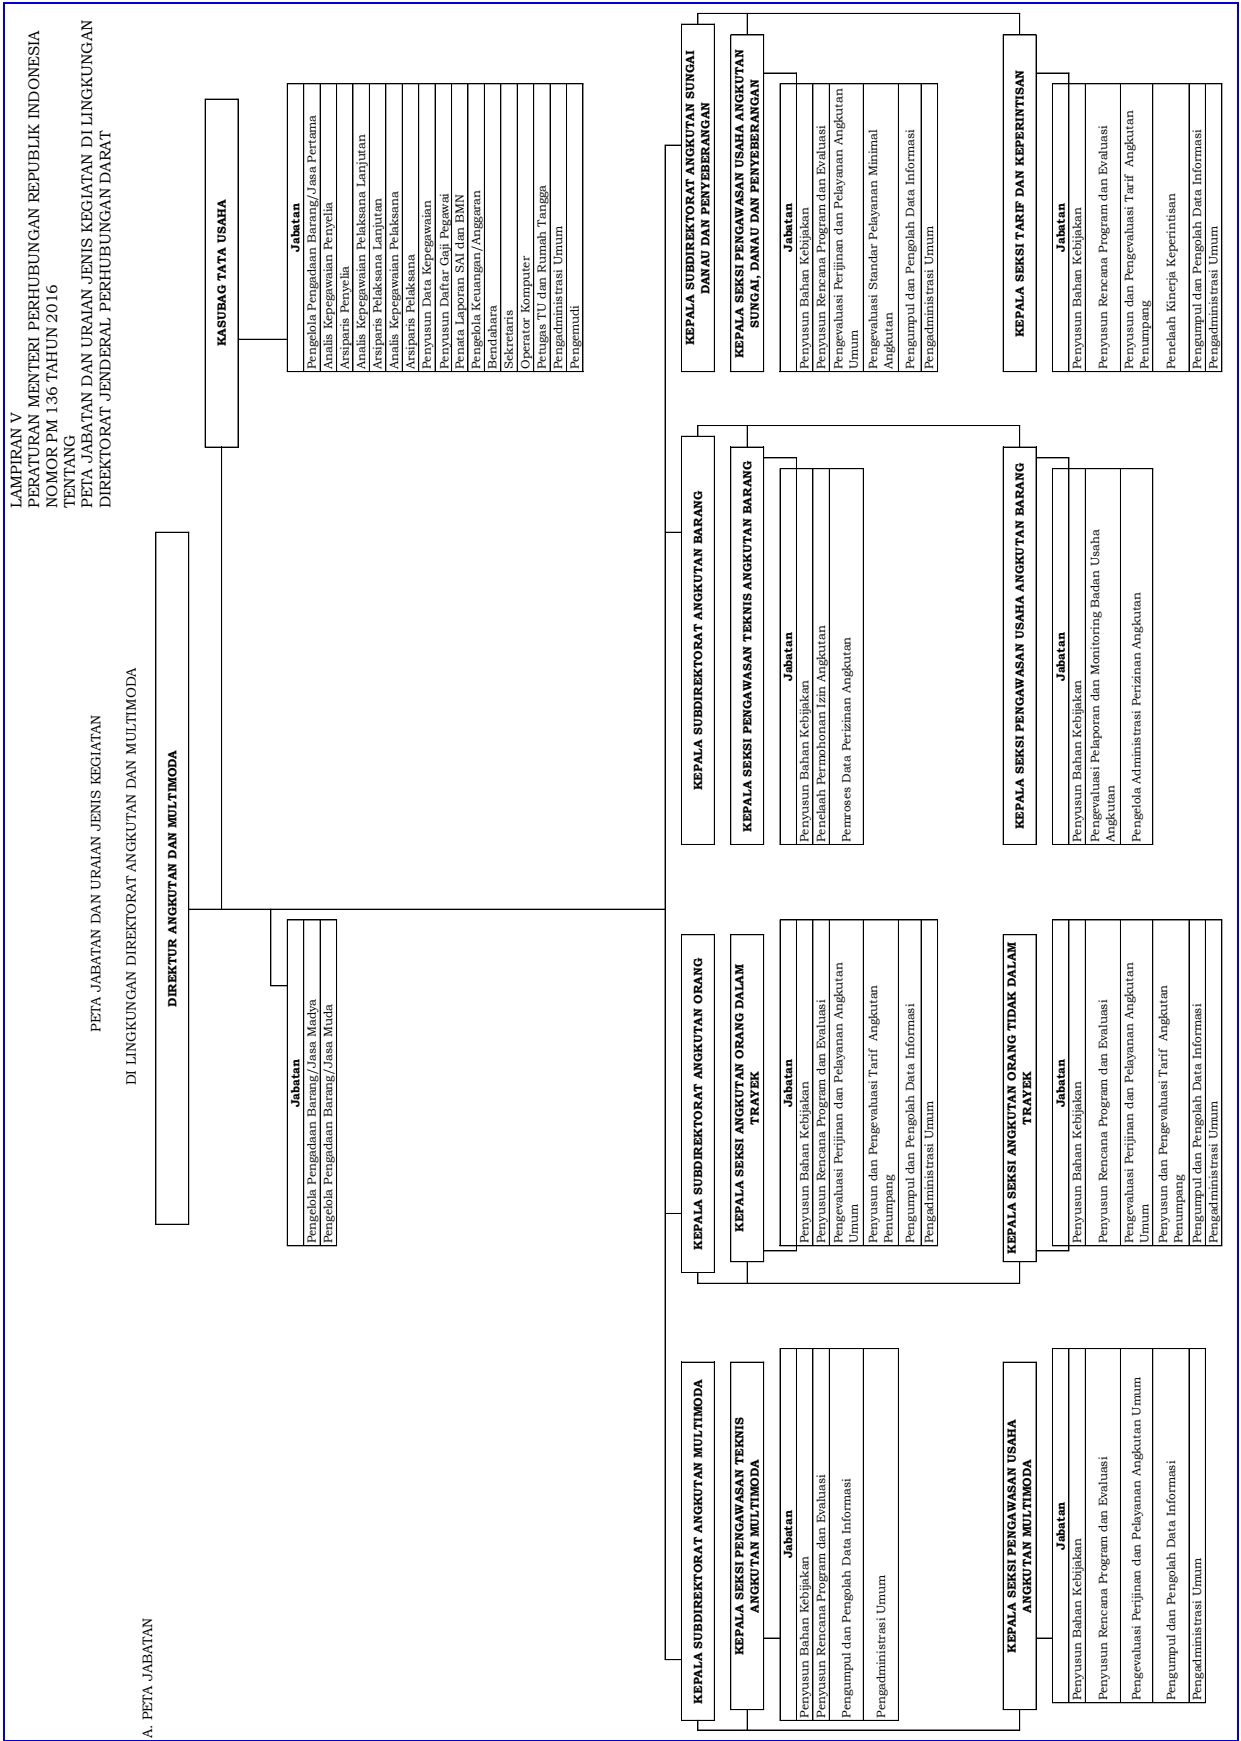 LAMPIRAN V
PERATURAN MENTERI PERHUBUNGAN REPUBLIK INDONESIA
NOMOR PM 136 TAHUN 2016
TENTANG
PETA JABATAN DAN URAIAN JENIS KEGIATAN DI LINGKUNGAN
DIREKTORAT JENDERAL PERHUBUNGAN DARAT
PETA JABATAN DAN URAIAN JENIS KEGIATAN
DI LINGKUNGAN DIREKTORAT ANGKUTAN DAN MULTIMODA
A. PETA JABATAN
DIREKTUR ANGKUTAN DAN MULTIMODA
KASUBAG TATA USAHA
Jabatan
Pengelola Pengadaan Barang/Jasa Madya
Pengelola Pengadaan Barang/Jasa Muda
Jabatan
Pengelola Pengadaan Barang/Jasa Pertama
Analis Kepegawaian Penyelia
Arsiparis Penyelia
Analis Kepegawaian Pelaksana Lanjutan
Arsiparis Pelaksana Lanjutan
Analis Kepegawaian Pelaksana
Arsiparis Pelaksana
Penyusun Data Kepegawaian
Penyusun Daftar Gaji Pegawai
Penata Laporan SAI dan BMN
Pengelola Keuangan/Anggaran
Bendahara
Sekretaris
Operator Komputer
Petugas TU dan Rumah Tangga
Pengadministrasi Umum
Pengemudi
KEPALA SUBDIREKTORAT ANGKUTAN MULTIMODA
KEPALA SEKSI PENGAWASAN TEKNIS
ANGKUTAN MULTIMODA
Jabatan
Penyusun Bahan Kebijakan
Penyusun Rencana Program dan Evaluasi
Pengumpul dan Pengolah Data Informasi
Pengadministrasi Umum
KEPALA SEKSI PENGAWASAN USAHA
ANGKUTAN MULTIMODA
Jabatan
Penyusun Bahan Kebijakan
Penyusun Rencana Program dan Evaluasi
Pengevaluasi Perijinan dan Pelayanan Angkutan Umum
Pengumpul dan Pengolah Data Informasi
Pengadministrasi Umum
KEPALA SUBDIREKTORAT ANGKUTAN ORANG
KEPALA SEKSI ANGKUTAN ORANG DALAM
TRAYEK
Jabatan
Penyusun Bahan Kebijakan
Penyusun Rencana Program dan Evaluasi
Pengevaluasi Perijinan dan Pelayanan Angkutan
Umum
Penyusun dan Pengevaluasi Tarif Angkutan
Penumpang
Pengumpul dan Pengolah Data Informasi
Pengadministrasi Umum
KEPALA SEKSI ANGKUTAN ORANG TIDAK DALAM
TRAYEK
Jabatan
Penyusun Bahan Kebijakan
Penyusun Rencana Program dan Evaluasi
Pengevaluasi Perijinan dan Pelayanan Angkutan
Umum
Penyusun dan Pengevaluasi Tarif Angkutan
Penumpang
Pengumpul dan Pengolah Data Informasi
Pengadministrasi Umum
KEPALA SUBDIREKTORAT ANGKUTAN BARANG
KEPALA SEKSI PENGAWASAN TEKNIS ANGKUTAN BARANG
Jabatan
Penyusun Bahan Kebijakan
Penelaah Permohonan Izin Angkutan
Pemroses Data Perizinan Angkutan
KEPALA SEKSI PENGAWASAN USAHA ANGKUTAN BARANG
Jabatan
Penyusun Bahan Kebijakan
Pengevaluasi Pelaporan dan Monitoring Badan Usaha
Angkutan
Pengelola Administrasi Perizinan Angkutan
KEPALA SUBDIREKTORAT ANGKUTAN SUNGAI
DANAU DAN PENYEBERANGAN
KEPALA SEKSI PENGAWASAN USAHA ANGKUTAN
SUNGAI, DANAU DAN PENYEBERANGAN
Jabatan
Penyusun Bahan Kebijakan
Penyusun Rencana Program dan Evaluasi
Pengevaluasi Perijinan dan Pelayanan Angkutan
Umum
Pengevaluasi Standar Pelayanan Minimal
Angkutan
Pengumpul dan Pengolah Data Informasi
Pengadministrasi Umum
KEPALA SEKSI TARIF DAN KEPERINTISAN
Jabatan
Penyusun Bahan Kebijakan
Penyusun Rencana Program dan Evaluasi
Penyusun dan Pengevaluasi Tarif Angkutan
Penumpang
Penelaah Kinerja Keperintisan
Pengumpul dan Pengolah Data Informasi
Pengadministrasi Umum